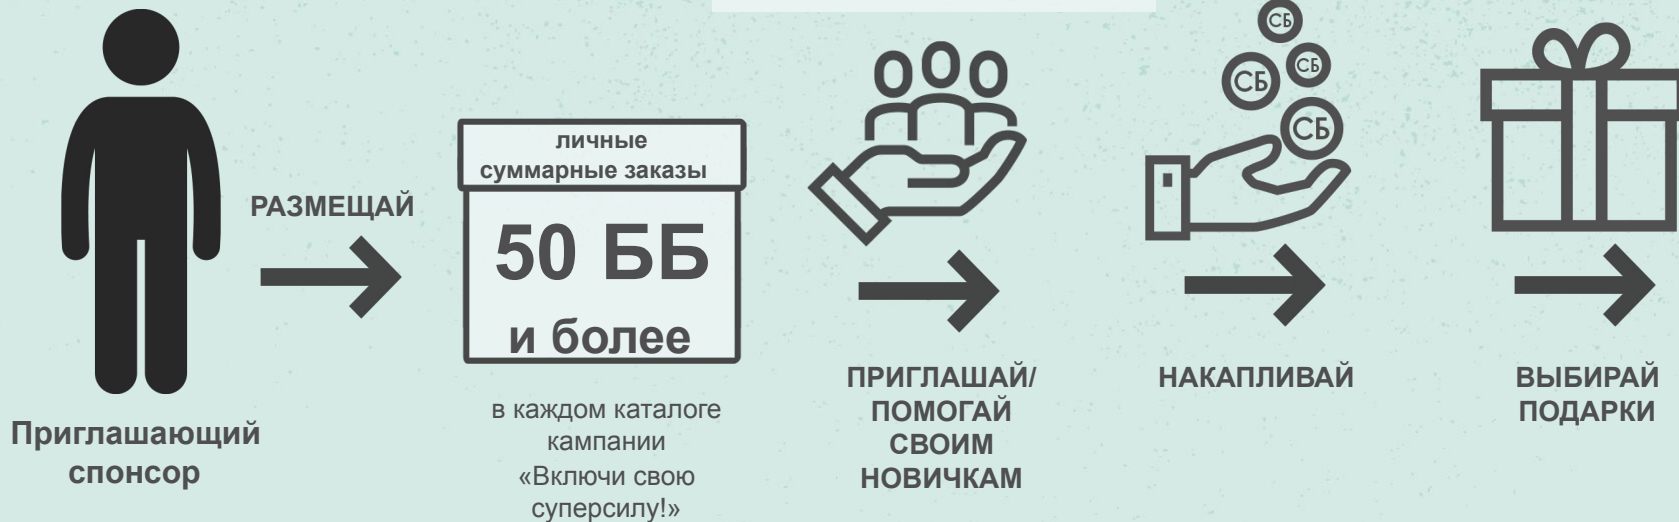 СБ
СБ
СБ
СБ
РАЗМЕЩАЙ
личные
суммарные заказы
50 ББ
и более
Приглашающий
спонсор
в каждом каталоге
кампании
«Включи свою
суперсилу!»
ПРИГЛАШАЙ/
ПОМОГАЙ
СВОИМ
НОВИЧКАМ
НАКАПЛИВАЙ
ВЫБИРАЙ
ПОДАРКИ